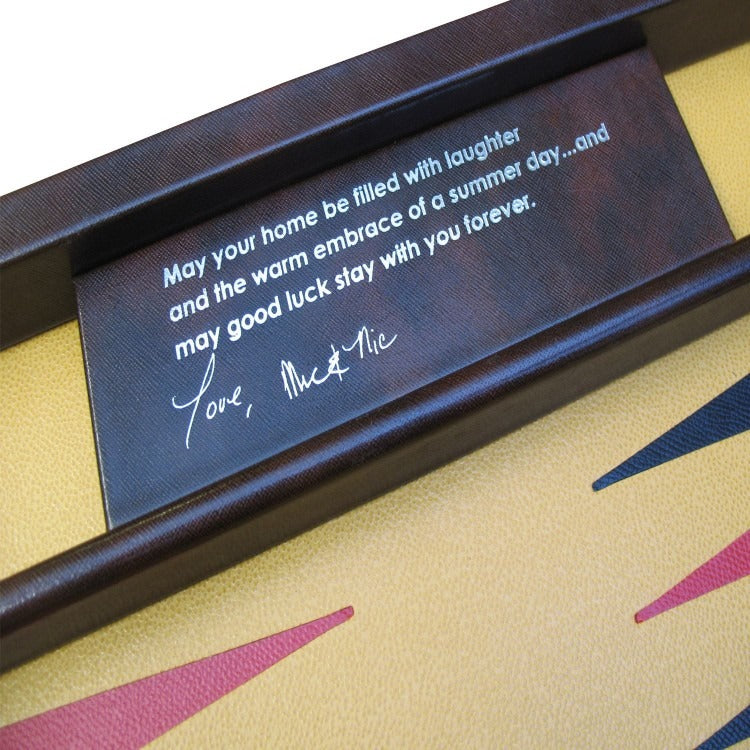 May your home be filled with laughter
and the warm embrace of a summer day...and
may good luck stay with you forever.
Love, & Nic